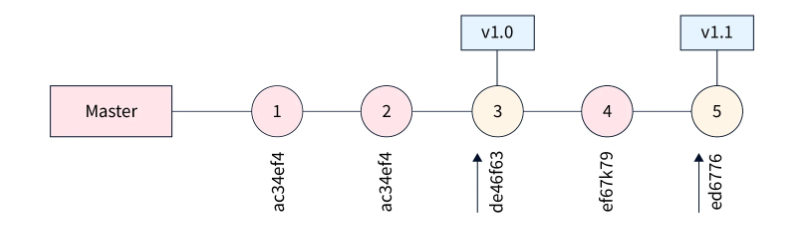 v1.0
v1.1
Master
1
2
3
4
5
ac34ef4
ac34ef4
de46f63
ef67k79
ed6776